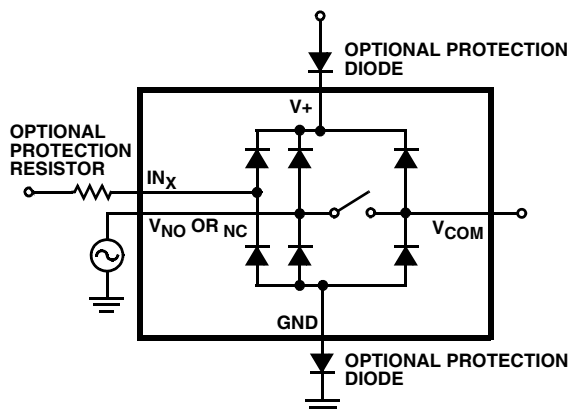 OPTIONAL PROTECTION
DIODE
V+
OPTIONAL
PROTECTION
RESISTOR
INX
VNO OR NC
VCOM
GND
OPTIONAL PROTECTION
DIODE